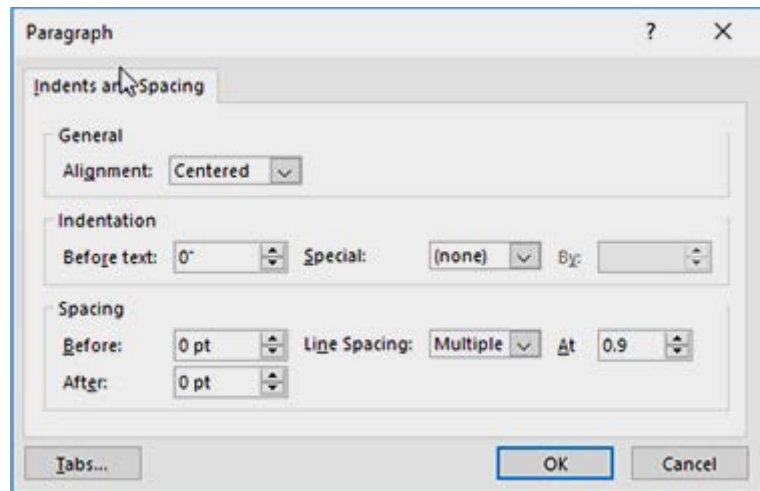 Paragraph ? ✕
Indents and Spacing
General
Alignment: Centered
Indentation
Before text: 0" Special: (none) By:
Spacing
Before: 0 pt Line Spacing: Multiple At 0.9
After: 0 pt
Tabs... OK Cancel